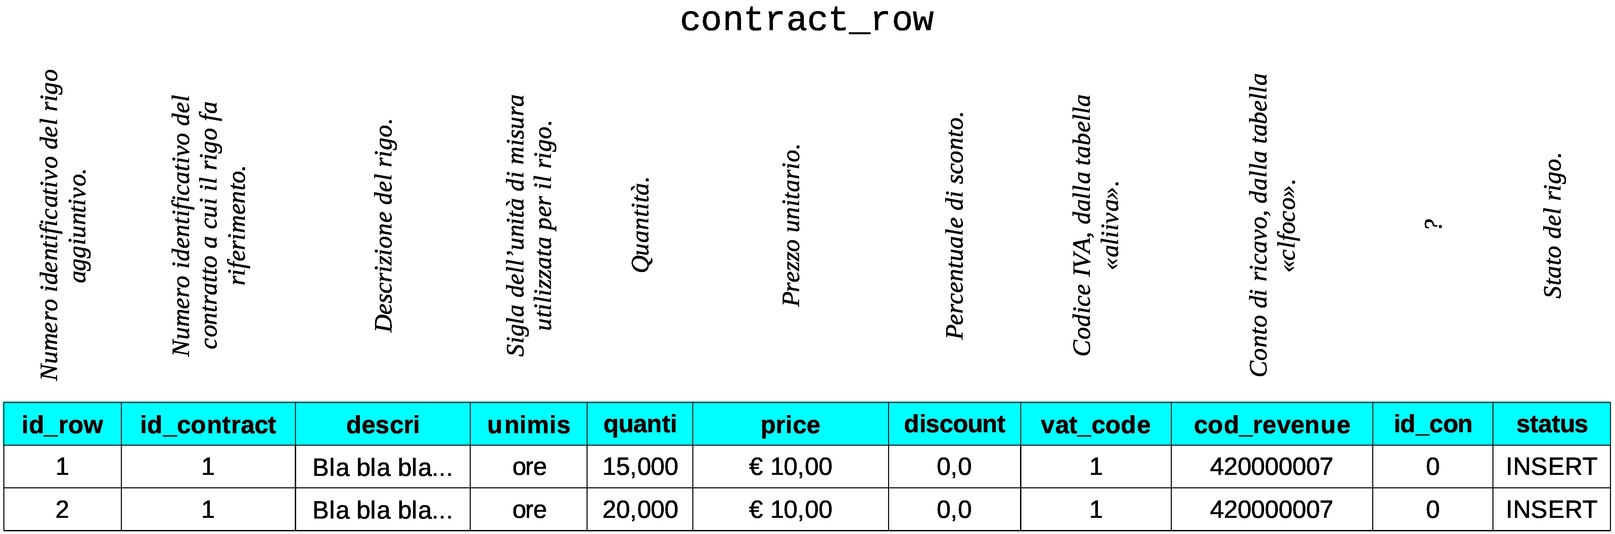 contract_row
Numero identificativo del rigo
aggiuntivo.
Numero identificativo del
contratto a cui il rigo fa
riferimento.
Descrizione del rigo.
Sigla dell'unità di misura
utilizzata per il rigo.
Quantità.
Prezzo unitario.
Percentuale di sconto.
Codice IVA, dalla tabella
«aliiva».
Conto di ricavo, dalla tabella
«clfoco».
?
Stato del rigo.
id_row id_contract descri unimis quanti price discount vat_code cod_revenue id_con status
1 1 Bla bla bla... ore 15,000 € 10,00 0,0 1 420000007 0 INSERT
2 1 Bla bla bla... ore 20,000 € 10,00 0,0 1 420000007 0 INSERT